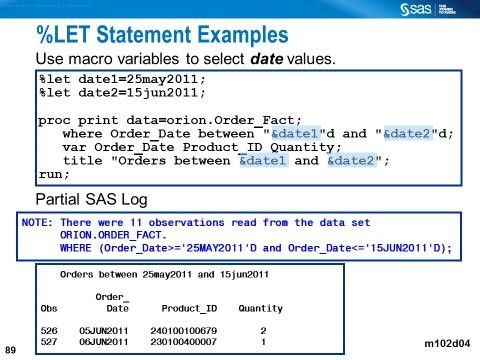 %LET Statement Examples
sas THE POWER TO KNOW
Use macro variables to select date values.
%let date1=25may2011;
%let date2=15jun2011;
proc print data=orion.Order_Fact;
where Order_Date between "&date1"d and "&date2"d;
var Order_Date Product_ID Quantity;
title "Orders between &date1 and &date2";
run;
Partial SAS Log
NOTE: There were 11 observations read from the data set
ORION.ORDER_FACT.
WHERE (Order_Date>='25MAY2011'D and Order_Date<='15JUN2011'D);
Orders between 25may2011 and 15jun2011
Order_
Obs Date Product_ID Quantity
526 05JUN2011 240100100679 2
527 06JUN2011 230100400007 1
89
m102d04